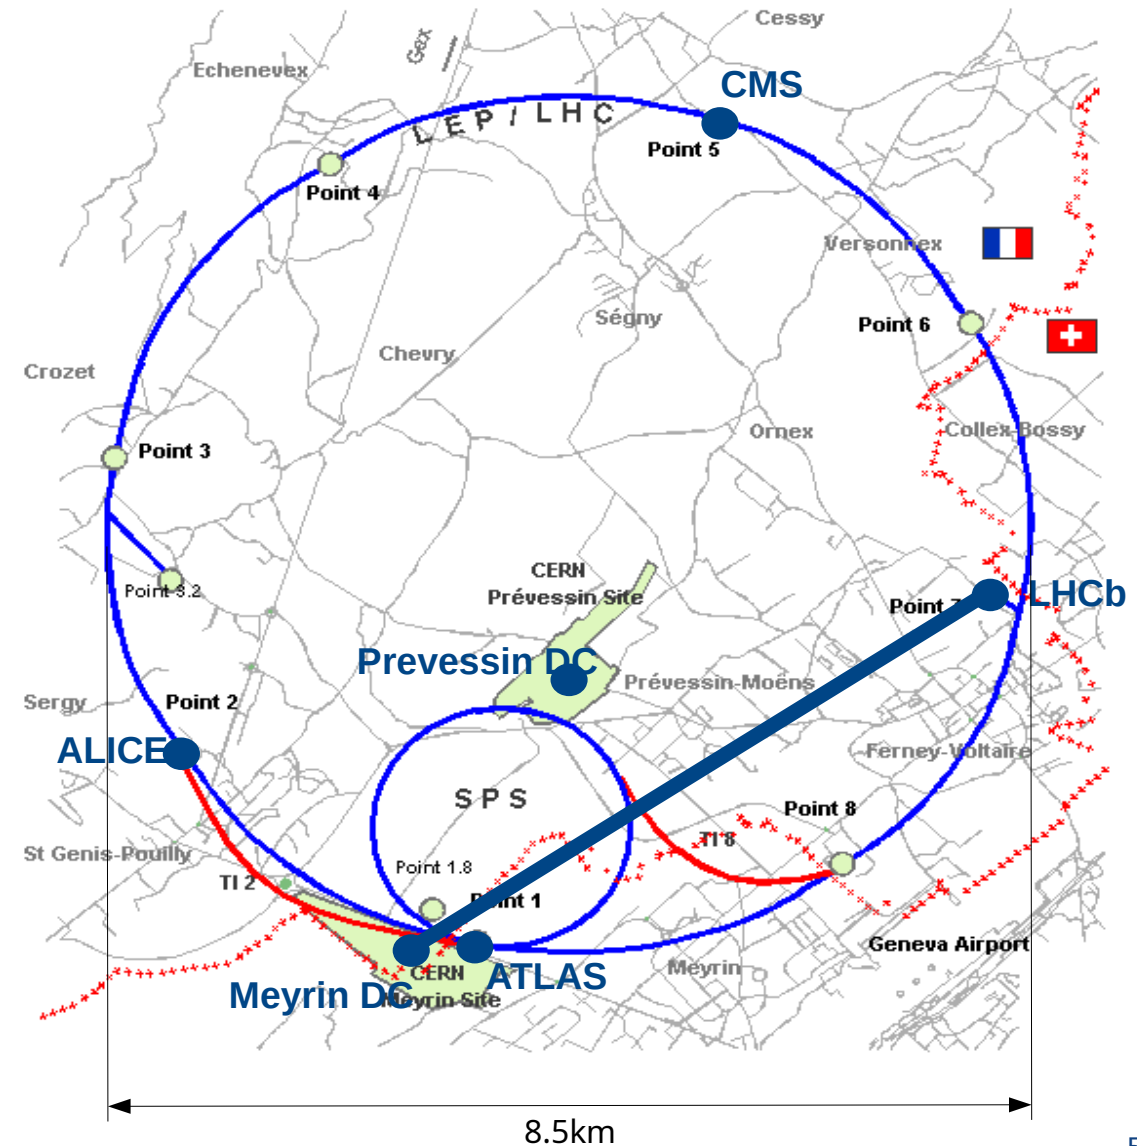 Cessy
Gex
Echenevex
CMS
LEP / LHC
Point 5
Point 4
Versonnex
Ségny
Point 6
Chevry
Crozet
Ornex
Collex-Bossy
Point 3
CERN
Prévessin Site
Point 3.2
LHCb
Point 7
Prevessin DC
Prévessin-Moëns
Sergy
Point 2
ALICE
Ferney-Voltaire
SPS
Point 8
TI 8
St Genis-Pouilly
Point 1.8
TI 2
Point 1
Geneva Airport
Meyrin
CERN
Meyrin Site
ATLAS
Meyrin DC
8.5km